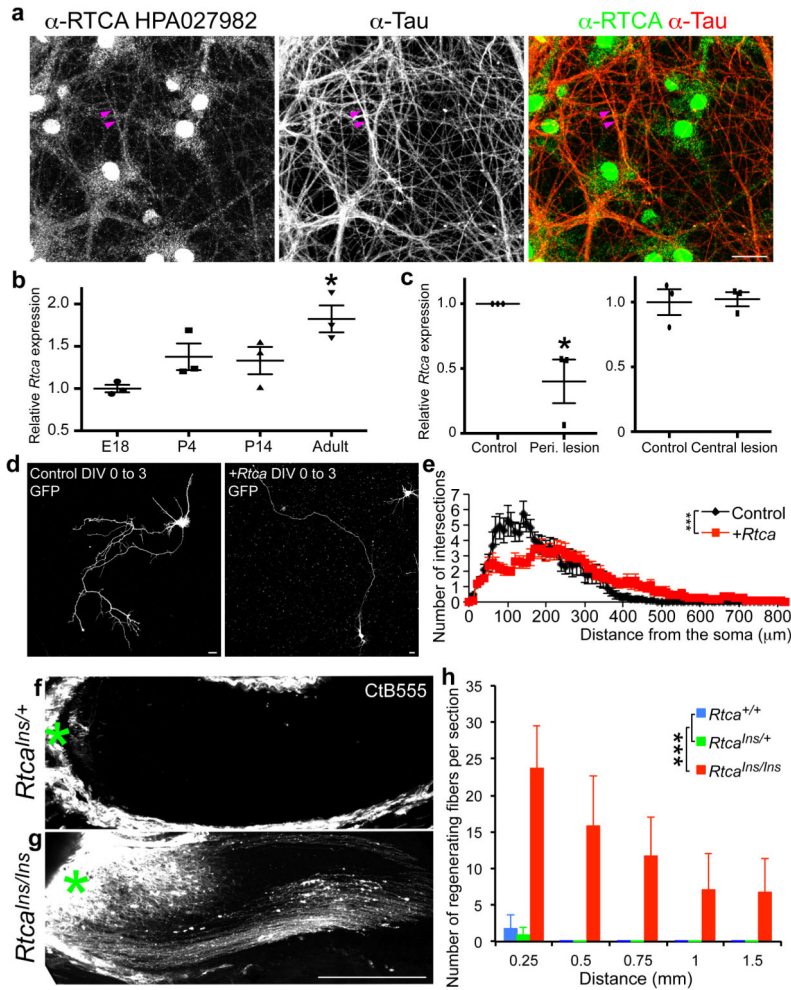 a
α-RTCA HPA027982
α-Tau
α-RTCA α-Tau
b
Relative Rtca expression
2.0
1.5
1.0
0.5
*
E18 P4 P14 Adult
c
Relative Rtca expression
1.0
0.5
0
*
Control Peri. lesion
1.0
0.5
0
Control Central lesion
d
Control DIV 0 to 3
GFP
+Rtca DIV 0 to 3
GFP
e
Number of intersections
7
6
5
4
3
2
1
0
0 100 200 300 400 500 600 700 800
Distance from the soma (µm)
***
Control
+Rtca
f
CtB555
*
Rtca^Ins/+
g
*
Rtca^Ins/Ins
h
Number of regenerating fibers per section
35
30
25
20
15
10
5
0
0.25 0.5 0.75 1 1.5
Distance (mm)
***
Rtca^+/+
Rtca^Ins/+
Rtca^Ins/Ins